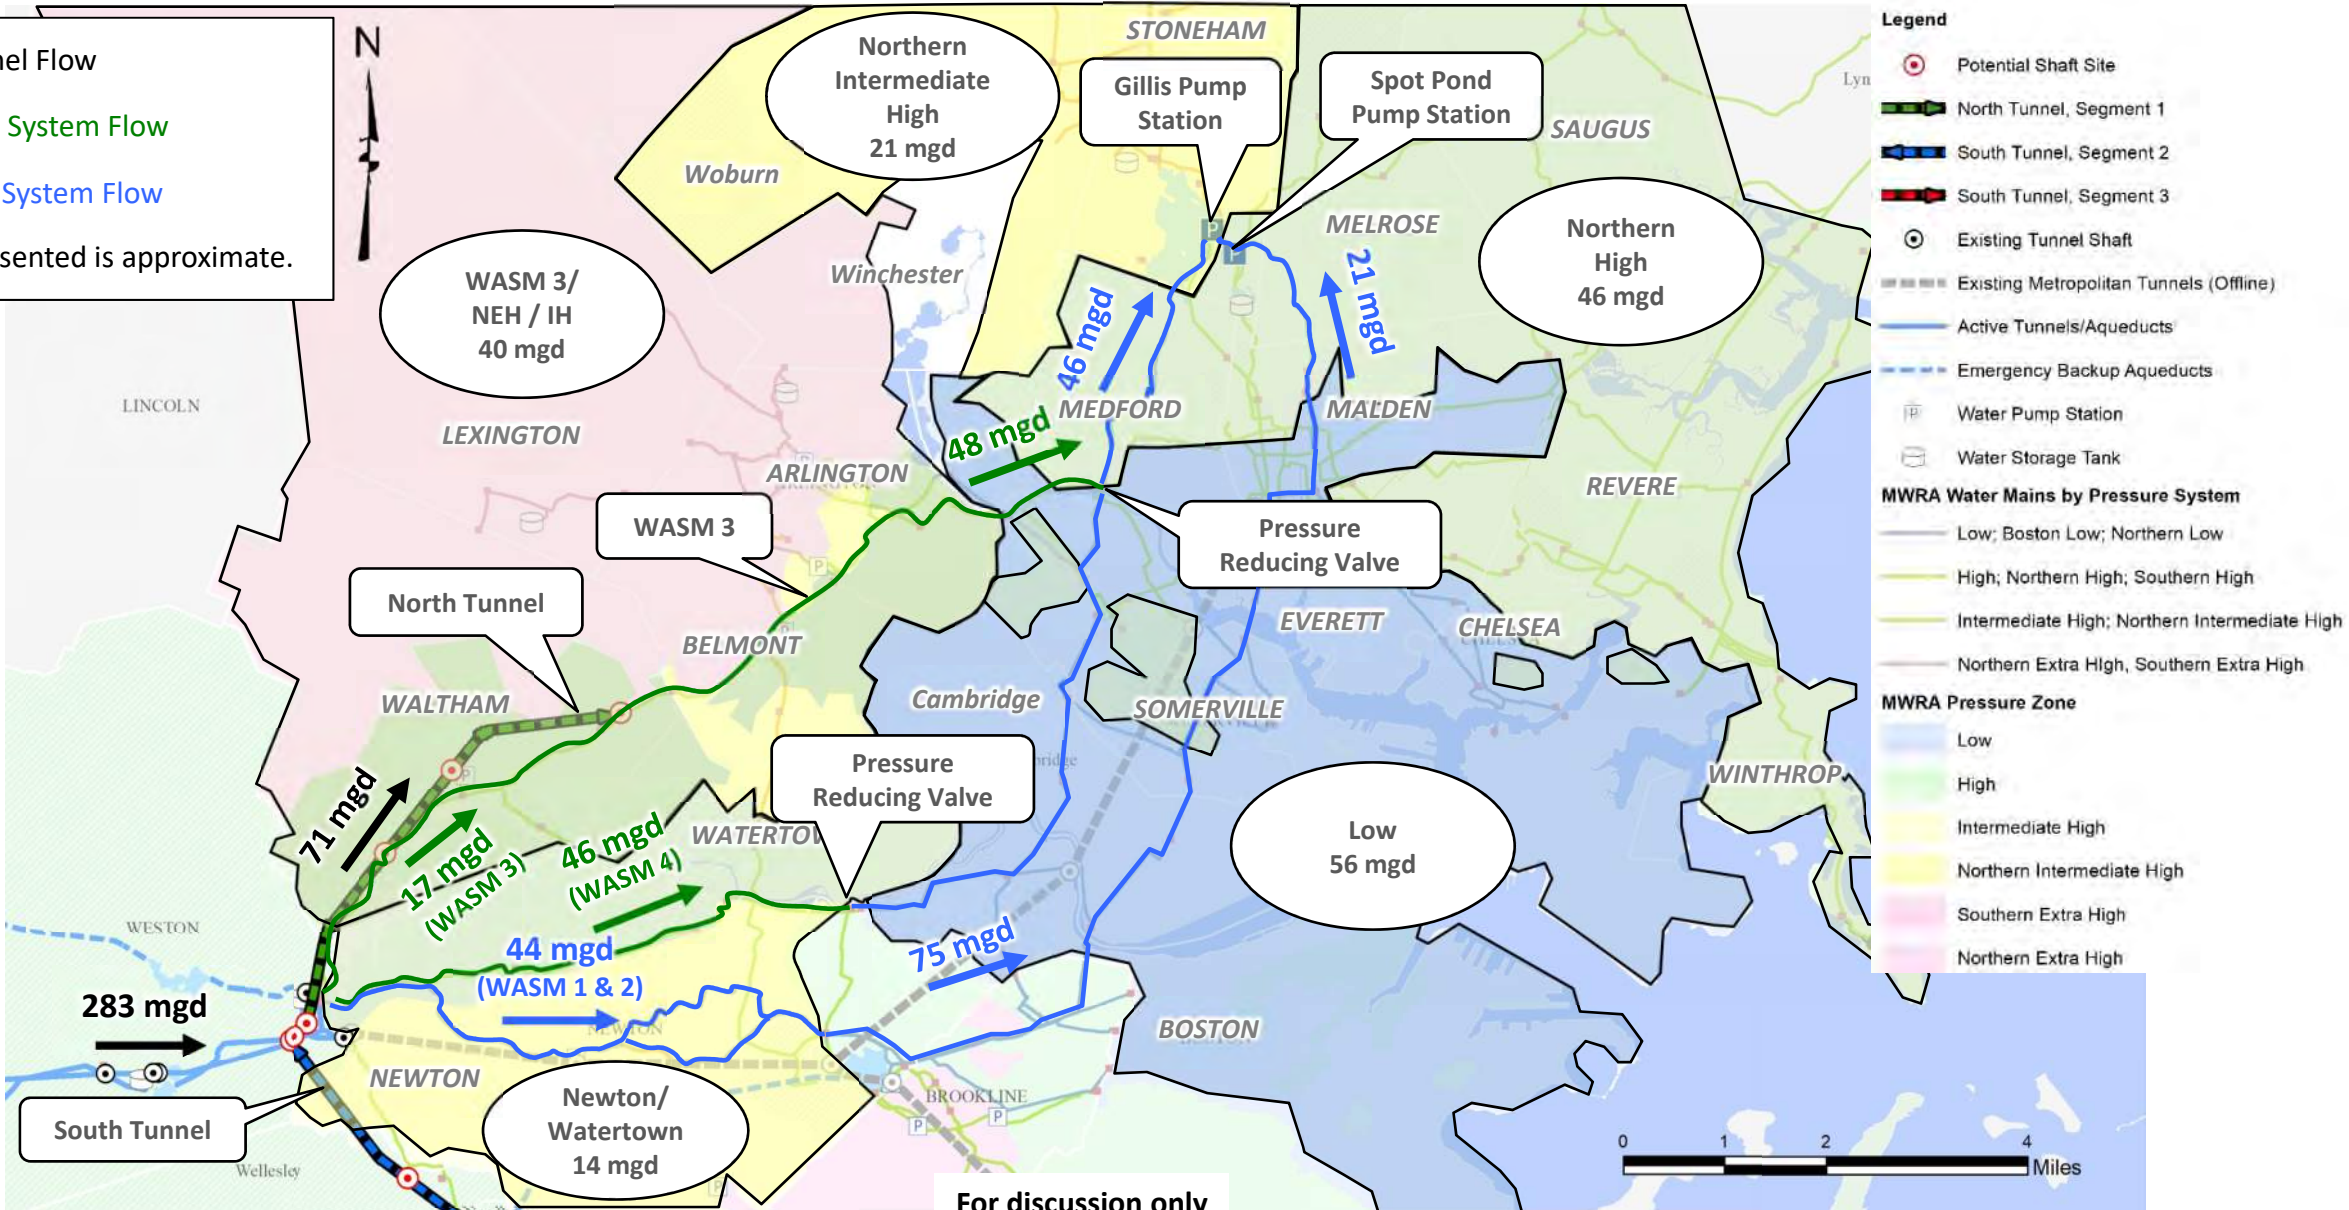 nel Flow
System Flow
System Flow
sented is approximate.
N
STONEHAM
Northern
Intermediate
High
21 mgd
Gillis Pump
Station
Spot Pond
Pump Station
SAUGUS
Lyn
Woburn
MELROSE
Northern
High
46 mgd
Winchester
WASM 3/
NEH / IH
40 mgd
46 mgd
21 mgd
LINCOLN
LEXINGTON
MEDFORD
MALDEN
48 mgd
ARLINGTON
REVERE
WASM 3
Pressure
Reducing Valve
North Tunnel
BELMONT
EVERETT
CHELSEA
WALTHAM
Cambridge
SOMERVILLE
WINTHROP
71 mgd
Pressure
Reducing Valve
bridge
17 mgd
(WASM 3)
46 mgd
(WASM 4)
WATERTOW
Low
56 mgd
WESTON
44 mgd
(WASM 1 & 2)
75 mgd
283 mgd
NEWTON
BOSTON
NEWTON
BROOKLINE
South Tunnel
Newton/
Watertown
14 mgd
Wellesley
For discussion only
0 1 2 4
Miles
Legend
Potential Shaft Site
North Tunnel, Segment 1
South Tunnel, Segment 2
South Tunnel, Segment 3
Existing Tunnel Shaft
Existing Metropolitan Tunnels (Offline)
Active Tunnels/Aqueducts
Emergency Backup Aqueducts
P Water Pump Station
Water Storage Tank
MWRA Water Mains by Pressure System
Low; Boston Low; Northern Low
High; Northern High; Southern High
Intermediate High; Northern Intermediate High
Northern Extra High, Southern Extra High
MWRA Pressure Zone
Low
High
Intermediate High
Northern Intermediate High
Southern Extra High
Northern Extra High